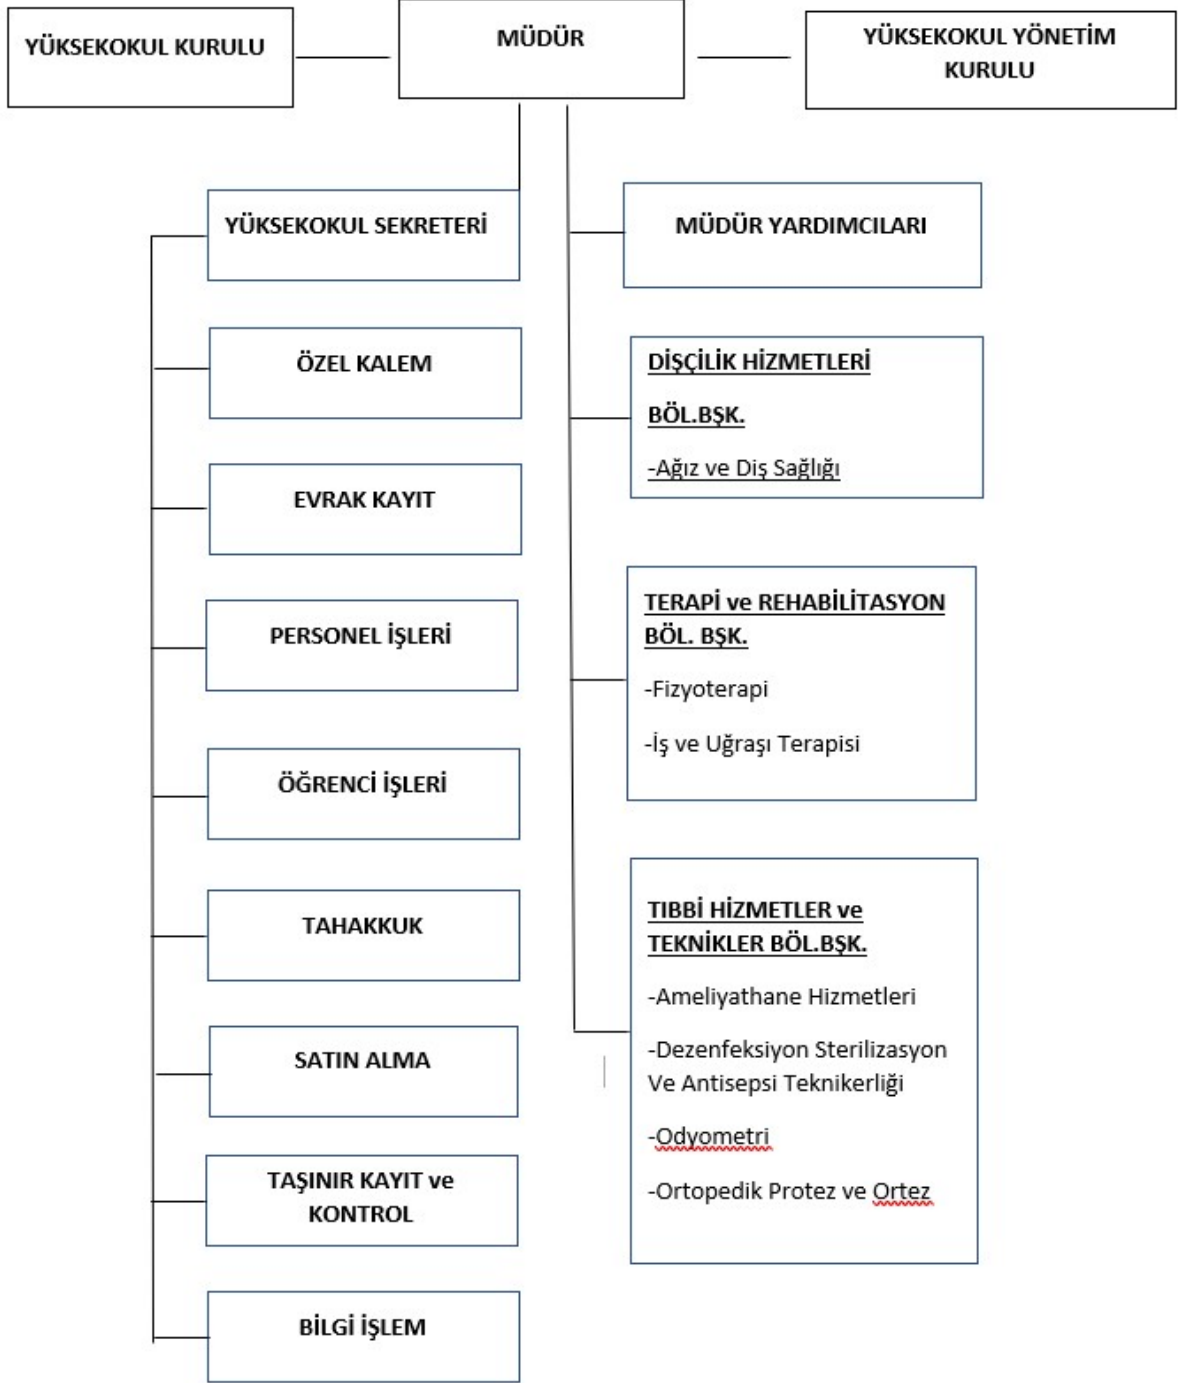 YÜKSEKOKUL KURULU
MÜDÜR
YÜKSEKOKUL YÖNETİM
KURULU
YÜKSEKOKUL SEKRETERİ
ÖZEL KALEM
EVRAK KAYIT
PERSONEL İŞLERİ
ÖĞRENCİ İŞLERİ
TAHAKKUK
SATIN ALMA
TAŞINIR KAYIT ve
KONTROL
BİLGİ İŞLEM
MÜDÜR YARDIMCILARI
DİŞÇİLİK HİZMETLERİ
BÖL.BŞK.
-Ağız ve Diş Sağlığı
TERAPİ ve REHABİLİTASYON
BÖL. BŞK.
-Fizyoterapi
-İş ve Uğraşı Terapisi
TIBBİ HİZMETLER ve
TEKNİKLER BÖL.BŞK.
-Ameliyathane Hizmetleri
-Dezenfeksiyon Sterilizasyon
Ve Antisepsi Teknikerliği
-Odyometri
-Ortopedik Protez ve Ortez